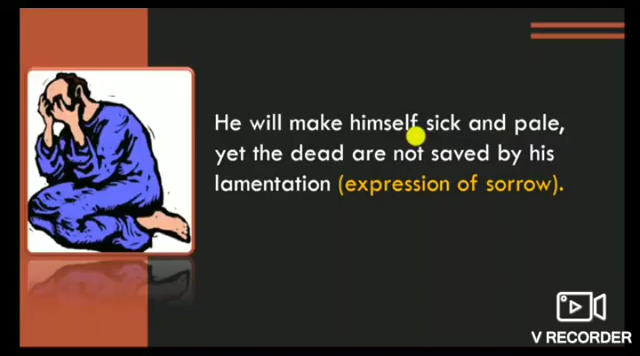 He will make himself sick and pale,
yet the dead are not saved by his
lamentation (expression of sorrow).
V RECORDER